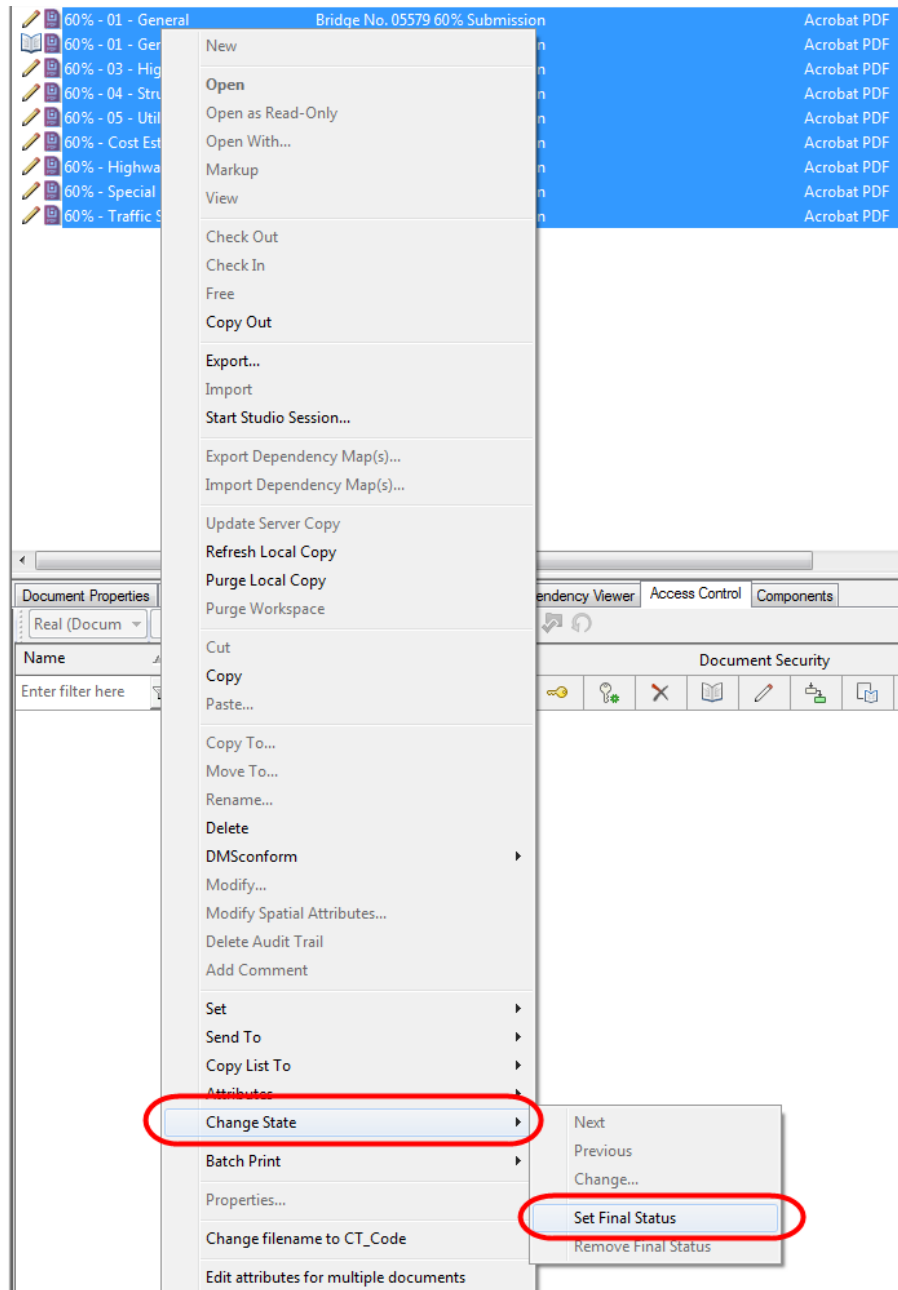 60% - 01 - General Bridge No. 05579 60% Submission Acrobat PDF
60% - 01 - Ger n Acrobat PDF
60% - 03 - Hig n Acrobat PDF
60% - 04 - Stru n Acrobat PDF
60% - 05 - Util n Acrobat PDF
60% - Cost Est n Acrobat PDF
60% - Highwa n Acrobat PDF
60% - Special n Acrobat PDF
60% - Traffic S n Acrobat PDF
New
Open
Open as Read-Only
Open With...
Markup
View
Check Out
Check In
Free
Copy Out
Export...
Import
Start Studio Session...
Export Dependency Map(s)...
Import Dependency Map(s)...
Update Server Copy
Refresh Local Copy
Purge Local Copy
Purge Workspace
Cut
Copy
Paste...
Copy To...
Move To...
Rename...
Delete
DMSconform
Modify...
Modify Spatial Attributes...
Delete Audit Trail
Add Comment
Set
Send To
Copy List To
Attributes
Change State
Batch Print
Properties...
Change filename to CT_Code
Edit attributes for multiple documents
Document Properties endency Viewer Access Control Components
Real (Docum
Name Document Security
Enter filter here
Next
Previous
Change...
Set Final Status
Remove Final Status